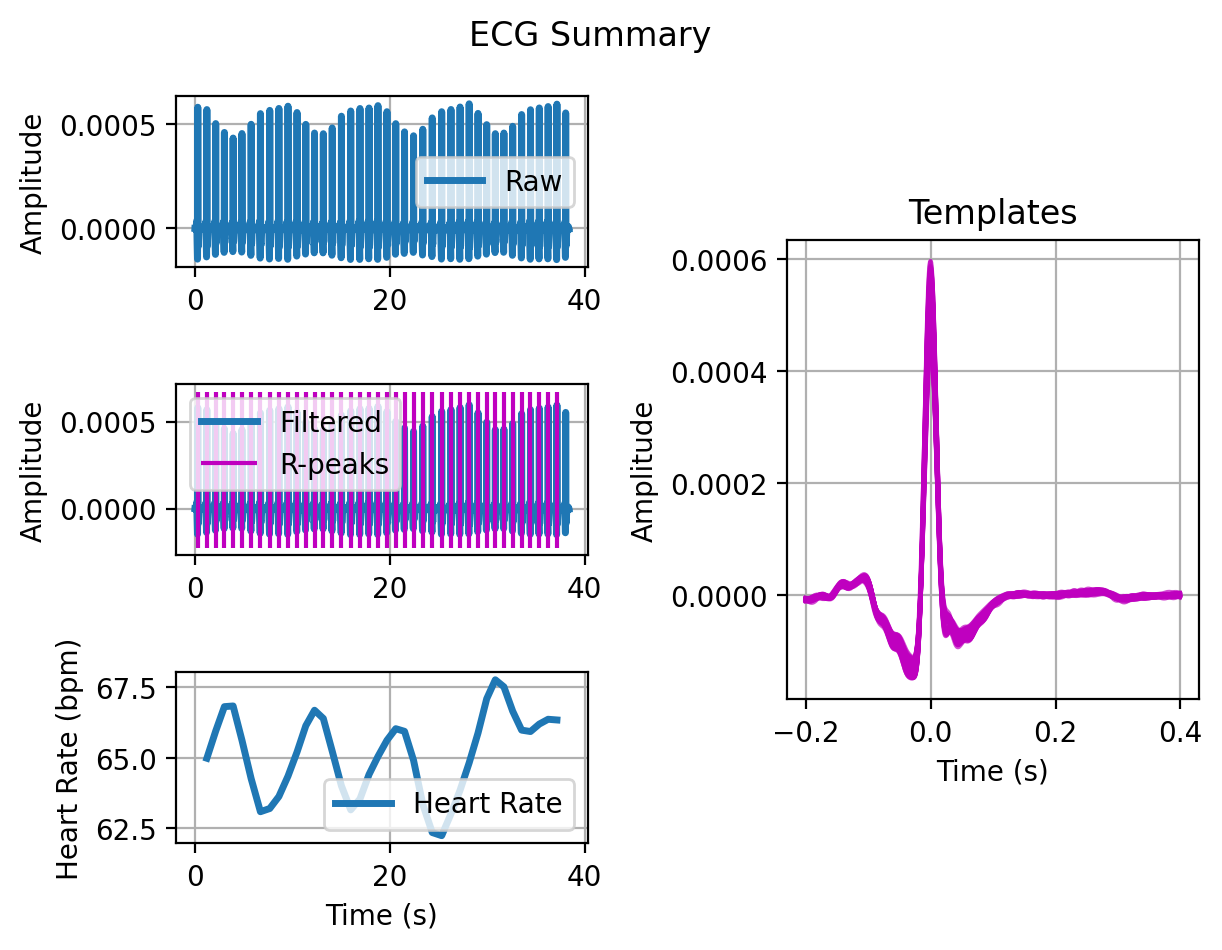 ECG Summary
Amplitude
0.0005
0.0000
Raw
0
20
40
Amplitude
0.0005
0.0000
Filtered
R-peaks
0
20
40
Heart Rate (bpm)
67.5
65.0
62.5
Heart Rate
0
20
40
Time (s)
Templates
Amplitude
0.0006
0.0004
0.0002
0.0000
−0.2
0.0
0.2
0.4
Time (s)